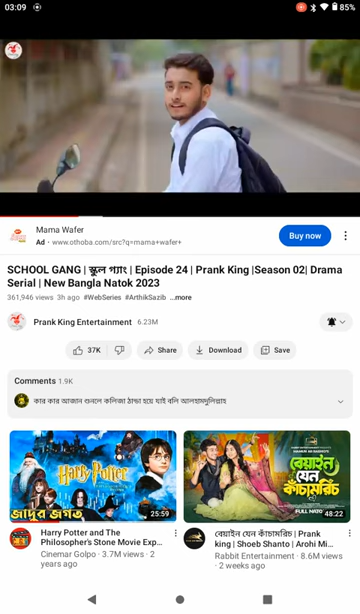 03:09
85%
Mama Wafer
Buy now
Ad • www.othoba.com/src?q=mama+wafer+
SCHOOL GANG | স্কুল গ্যাং | Episode 24 | Prank King |Season 02| Drama
Serial | New Bangla Natok 2023
361,946 views 3h ago #WebSeries #ArthikSazib ...more
Prank King Entertainment 6.23M
37K
Share
Download
Save
Comments 1.9K
কার কার আজান শুনলে কলিজা ঠান্ডা হয়ে যাই বলি আলহামদুলিল্লাহ
Harry Potter
জাদুর জগত
25:59
বেয়াইন
যেন
কাঁচামরিচ
48:22
Harry Potter and The
Philosopher's Stone Movie Exp...
Cinemar Golpo · 3.7M views · 2
years ago
বেয়াইন যেন কাঁচামরিচ | Prank
king | Shoeb Shanto | Arohi Mi...
Rabbit Entertainment · 8.6M views
· 2 weeks ago